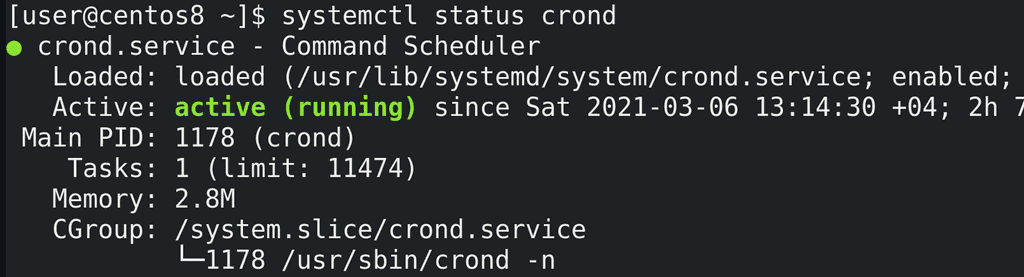 [user@centos8 ~]$ systemctl status crond
● crond.service - Command Scheduler
Loaded: loaded (/usr/lib/systemd/system/crond.service; enabled;
Active: active (running) since Sat 2021-03-06 13:14:30 +04; 2h 7
Main PID: 1178 (crond)
Tasks: 1 (limit: 11474)
Memory: 2.8M
CGroup: /system.slice/crond.service
└─1178 /usr/sbin/crond -n